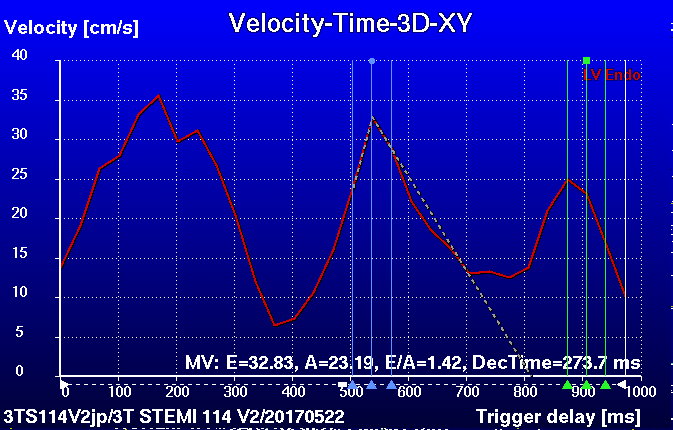 Velocity-Time-3D-XY
Velocity [cm/s]
LV Endo
40
35
30
25
20
15
10
5
0
MV: E=32.83, A=23.19, E/A=1.42, DecTime=273.7 ms
0 100 200 300 400 500 600 700 800 900 1000
3TS114V2jp/3T STEMI 114 V2/20170522
Trigger delay [ms]